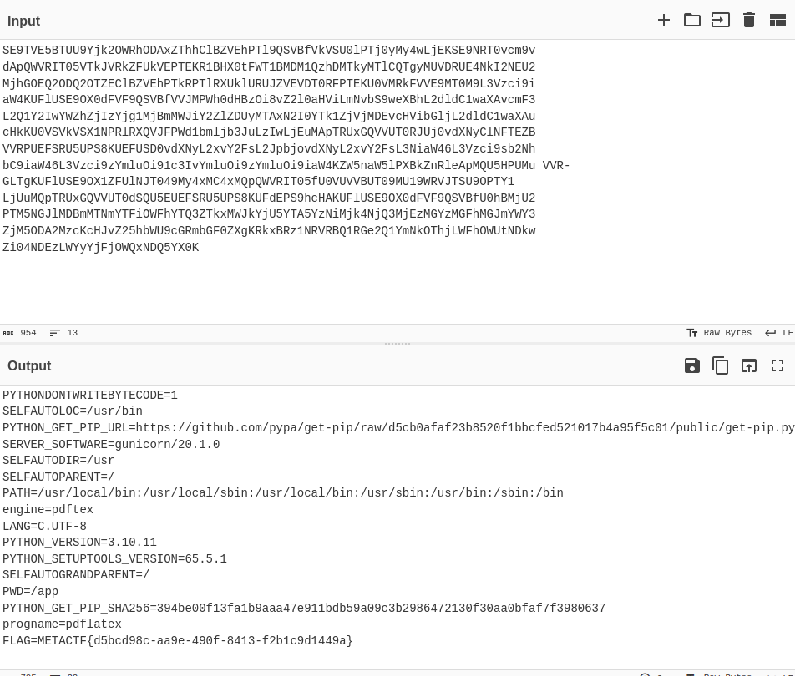 Input
SE9TVE5BTUU9Yjk2OWRhODAxZThhClBZVEhPTl9QSVBfVkVSU0lPTj0yMy4wLjEKSE9NRT0vcm9v
dApQWVRIT05VTkJVRkZFUkVEPTEKR1BHX0tFWT1BMDM1QzhDMTkyMTlCQTgyMUVDRUE4NkI2NEU2
MjhGOEQ2ODQ2OTZEClBZVEhPTkRPTlRXUklURUJZVEVDT0RFPTEKU0VMRkFVVE9MT0M9L3Vzci9i
aW4KUFlUSE9OX0dFVF9QSVBfVVJMPWh0dHBzOi8vZ2l0aHViLmNvbS9weXBhL2dldC1waXAvcmF3
L2Q1Y2IwYWZhZjIzYjg1MjBmMWJiY2ZlZDUyMTAxN2I0YTk1ZjVjMDEvcHVibGljL2dldC1waXAu
cHkKU0VSVkVSX1NPRlRXQVJFPWd1bmljb3JuLzIwLjEuMApTRUxGQVVUT0RJUj0vdXNyClNFTEZB
VVRPUEFSRU5UPS8KUEFUSD0vdXNyL2xvY2FsL2JpbjovdXNyL2xvY2FsL3NiaW46L3Vzci9sb2Nh
bC9iaW46L3Vzci9zYmluOi91c3IvYmluOi9zYmluOi9iaW4KZW5naW5lPXBkZnRleApMQU5HPUMu VVR-
GLTgKUFlUSE9OX1ZFUlNJT049My4xMC4xMQpQWVRIT05fU0VUVVBUT09MU19WRVJTSU9OPTY1
LjUuMQpTRUxGQVVUT0dSQU5EUEFSRU5UPS8KUFdEPS9hcHAKUFlUSE9OX0dFVF9QSVBfU0hBMjU2
PTM5NGJlMDBmMTNmYTFiOWFhYTQ3ZTkxMWJkYjU5YTA5YzNiMjk4NjQ3MjEzMGYzMGFhMGJmYWY3
ZjM5ODA2MzcKcHJvZ25hbWU9cGRmbGF0ZXgKRkxBRz1NRVRBQ1RGe2Q1YmNkOThjLWFhOWUtNDkw
Zi04NDEzLWYyYjFjOWQxNDQ5YX0K
954 13 Raw Bytes
Output
PYTHONDONTWRITEBYTECODE=1
SELFAUTOLOC=/usr/bin
PYTHON_GET_PIP_URL=https://github.com/pypa/get-pip/raw/d5cb0afaf23b8520f1bbcfed521017b4a95f5c01/public/get-pip.py
SERVER_SOFTWARE=gunicorn/20.1.0
SELFAUTODIR=/usr
SELFAUTOPARENT=/
PATH=/usr/local/bin:/usr/local/sbin:/usr/local/bin:/usr/sbin:/usr/bin:/sbin:/bin
engine=pdftex
LANG=C.UTF-8
PYTHON_VERSION=3.10.11
PYTHON_SETUPTOOLS_VERSION=65.5.1
SELFAUTOGRANDPARENT=/
PWD=/app
PYTHON_GET_PIP_SHA256=394be00f13fa1b9aaa47e911bdb59a09c3b2986472130f30aa0bfaf7f3980637
progname=pdflatex
FLAG=METACTF{d5bcd98c-aa9e-490f-8413-f2b1c9d1449a}